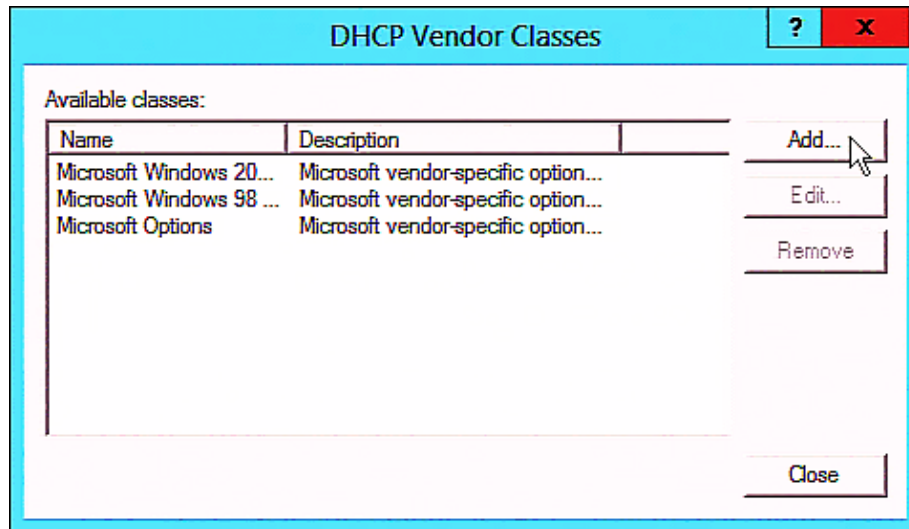 DHCP Vendor Classes ? x
Available classes:
Name Description
Microsoft Windows 20... Microsoft vendor-specific option...
Microsoft Windows 98 ... Microsoft vendor-specific option...
Microsoft Options Microsoft vendor-specific option...
Add...
Edit...
Remove
Close